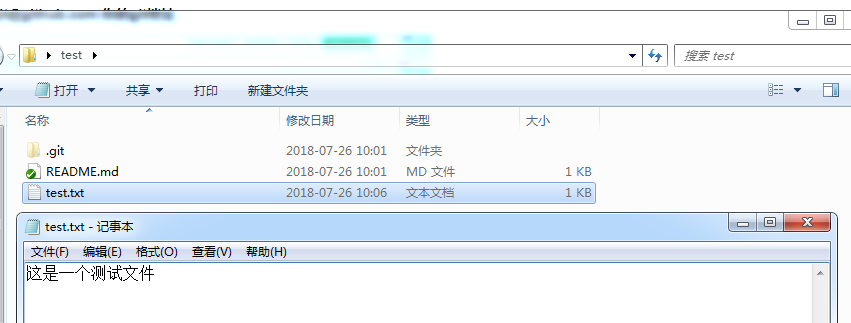 test
搜索 test
打开 共享 打印 新建文件夹
名称 修改日期 类型 大小
.git 2018-07-26 10:01 文件夹
README.md 2018-07-26 10:01 MD 文件 1 KB
test.txt 2018-07-26 10:06 文本文档 1 KB
test.txt - 记事本
文件(F) 编辑(E) 格式(O) 查看(V) 帮助(H)
这是一个测试文件